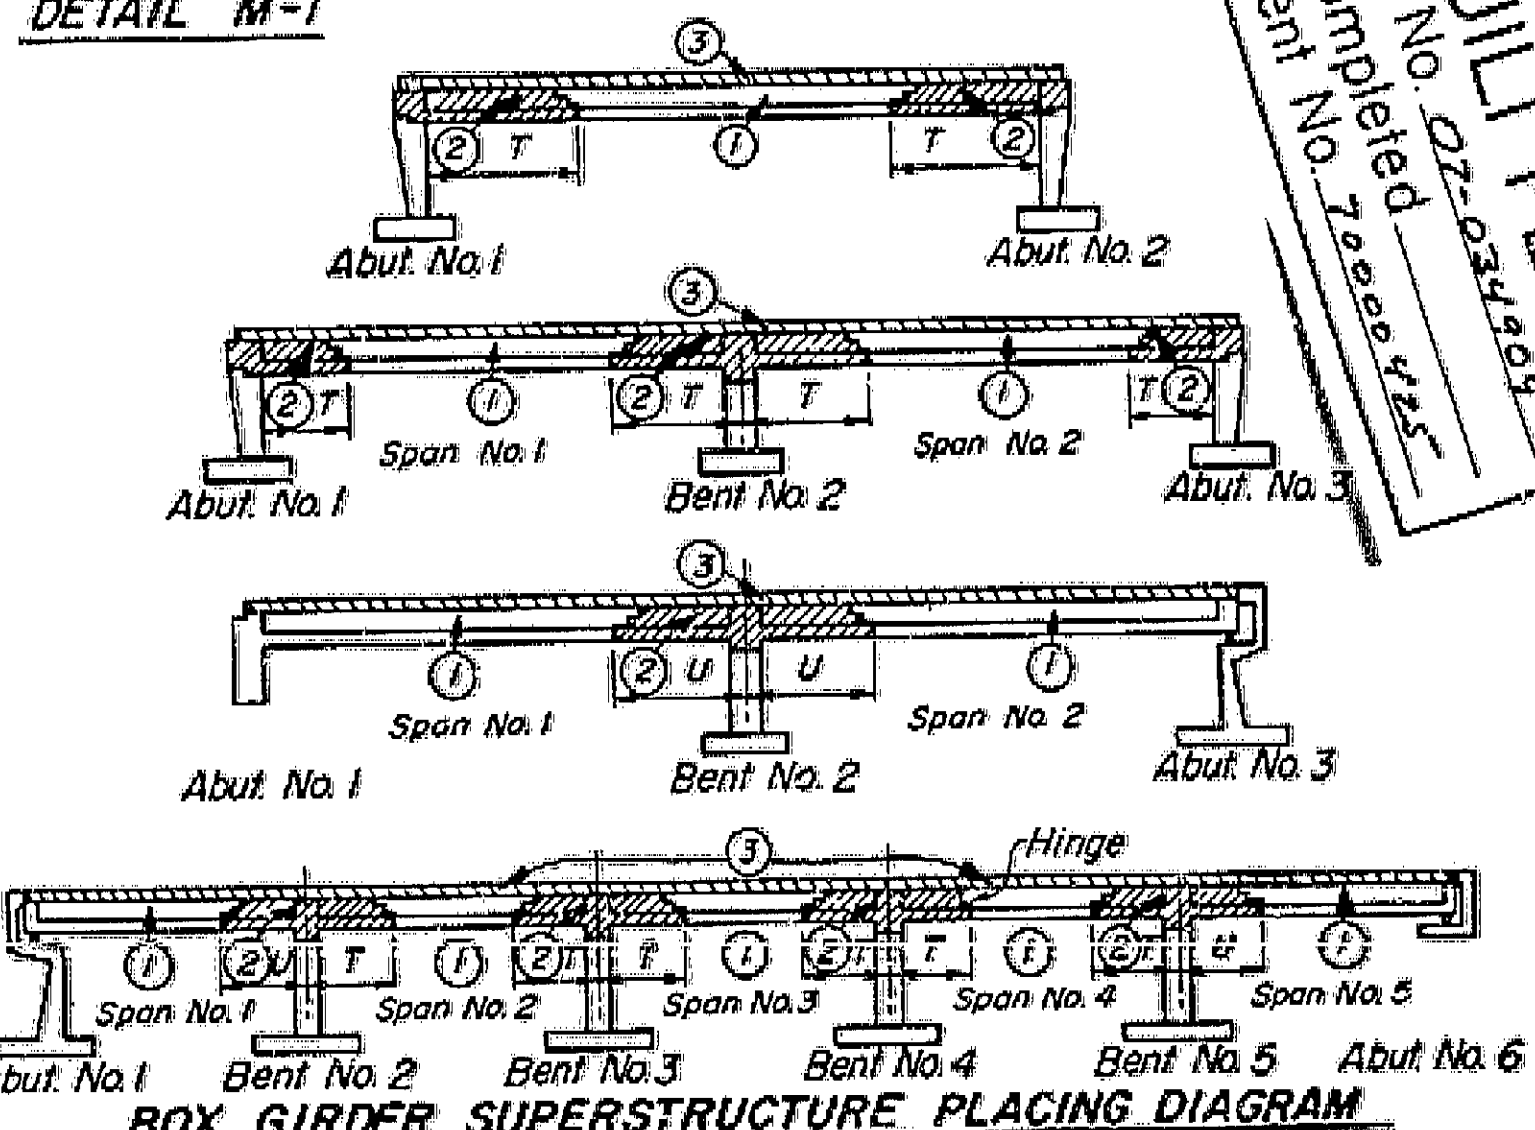 DETAIL M-1
3
2 T 1 T 2
Abut. No. 1 Abut. No. 2
3
2 T 1 2 T T 1 T 2
Span No. 1 Span No. 2
Abut. No. 1 Bent No. 2 Abut. No. 3
3
1 2 U U 1
Span No. 1 Span No. 2
Abut. No. 1 Bent No. 2 Abut. No. 3
3 Hinge
1 2 U T 1 2 T T 1 2 T T 1 2 T U 1
Span No. 1 Span No. 2 Span No. 3 Span No. 4 Span No. 5
but. No. 1 Bent No. 2 Bent No. 3 Bent No. 4 Bent No. 5 Abut. No. 6
BOX GIRDER SUPERSTRUCTURE PLACING DIAGRAM
No. 07-034004
mpleted
ent No. 70000425